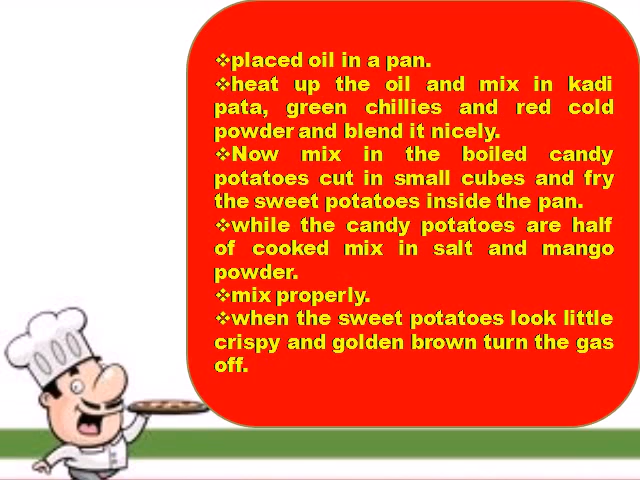 ❖placed oil in a pan.
❖heat up the oil and mix in kadi
pata, green chillies and red cold
powder and blend it nicely.
❖Now mix in the boiled candy
potatoes cut in small cubes and fry
the sweet potatoes inside the pan.
❖while the candy potatoes are half
of cooked mix in salt and mango
powder.
❖mix properly.
❖when the sweet potatoes look little
crispy and golden brown turn the gas
off.